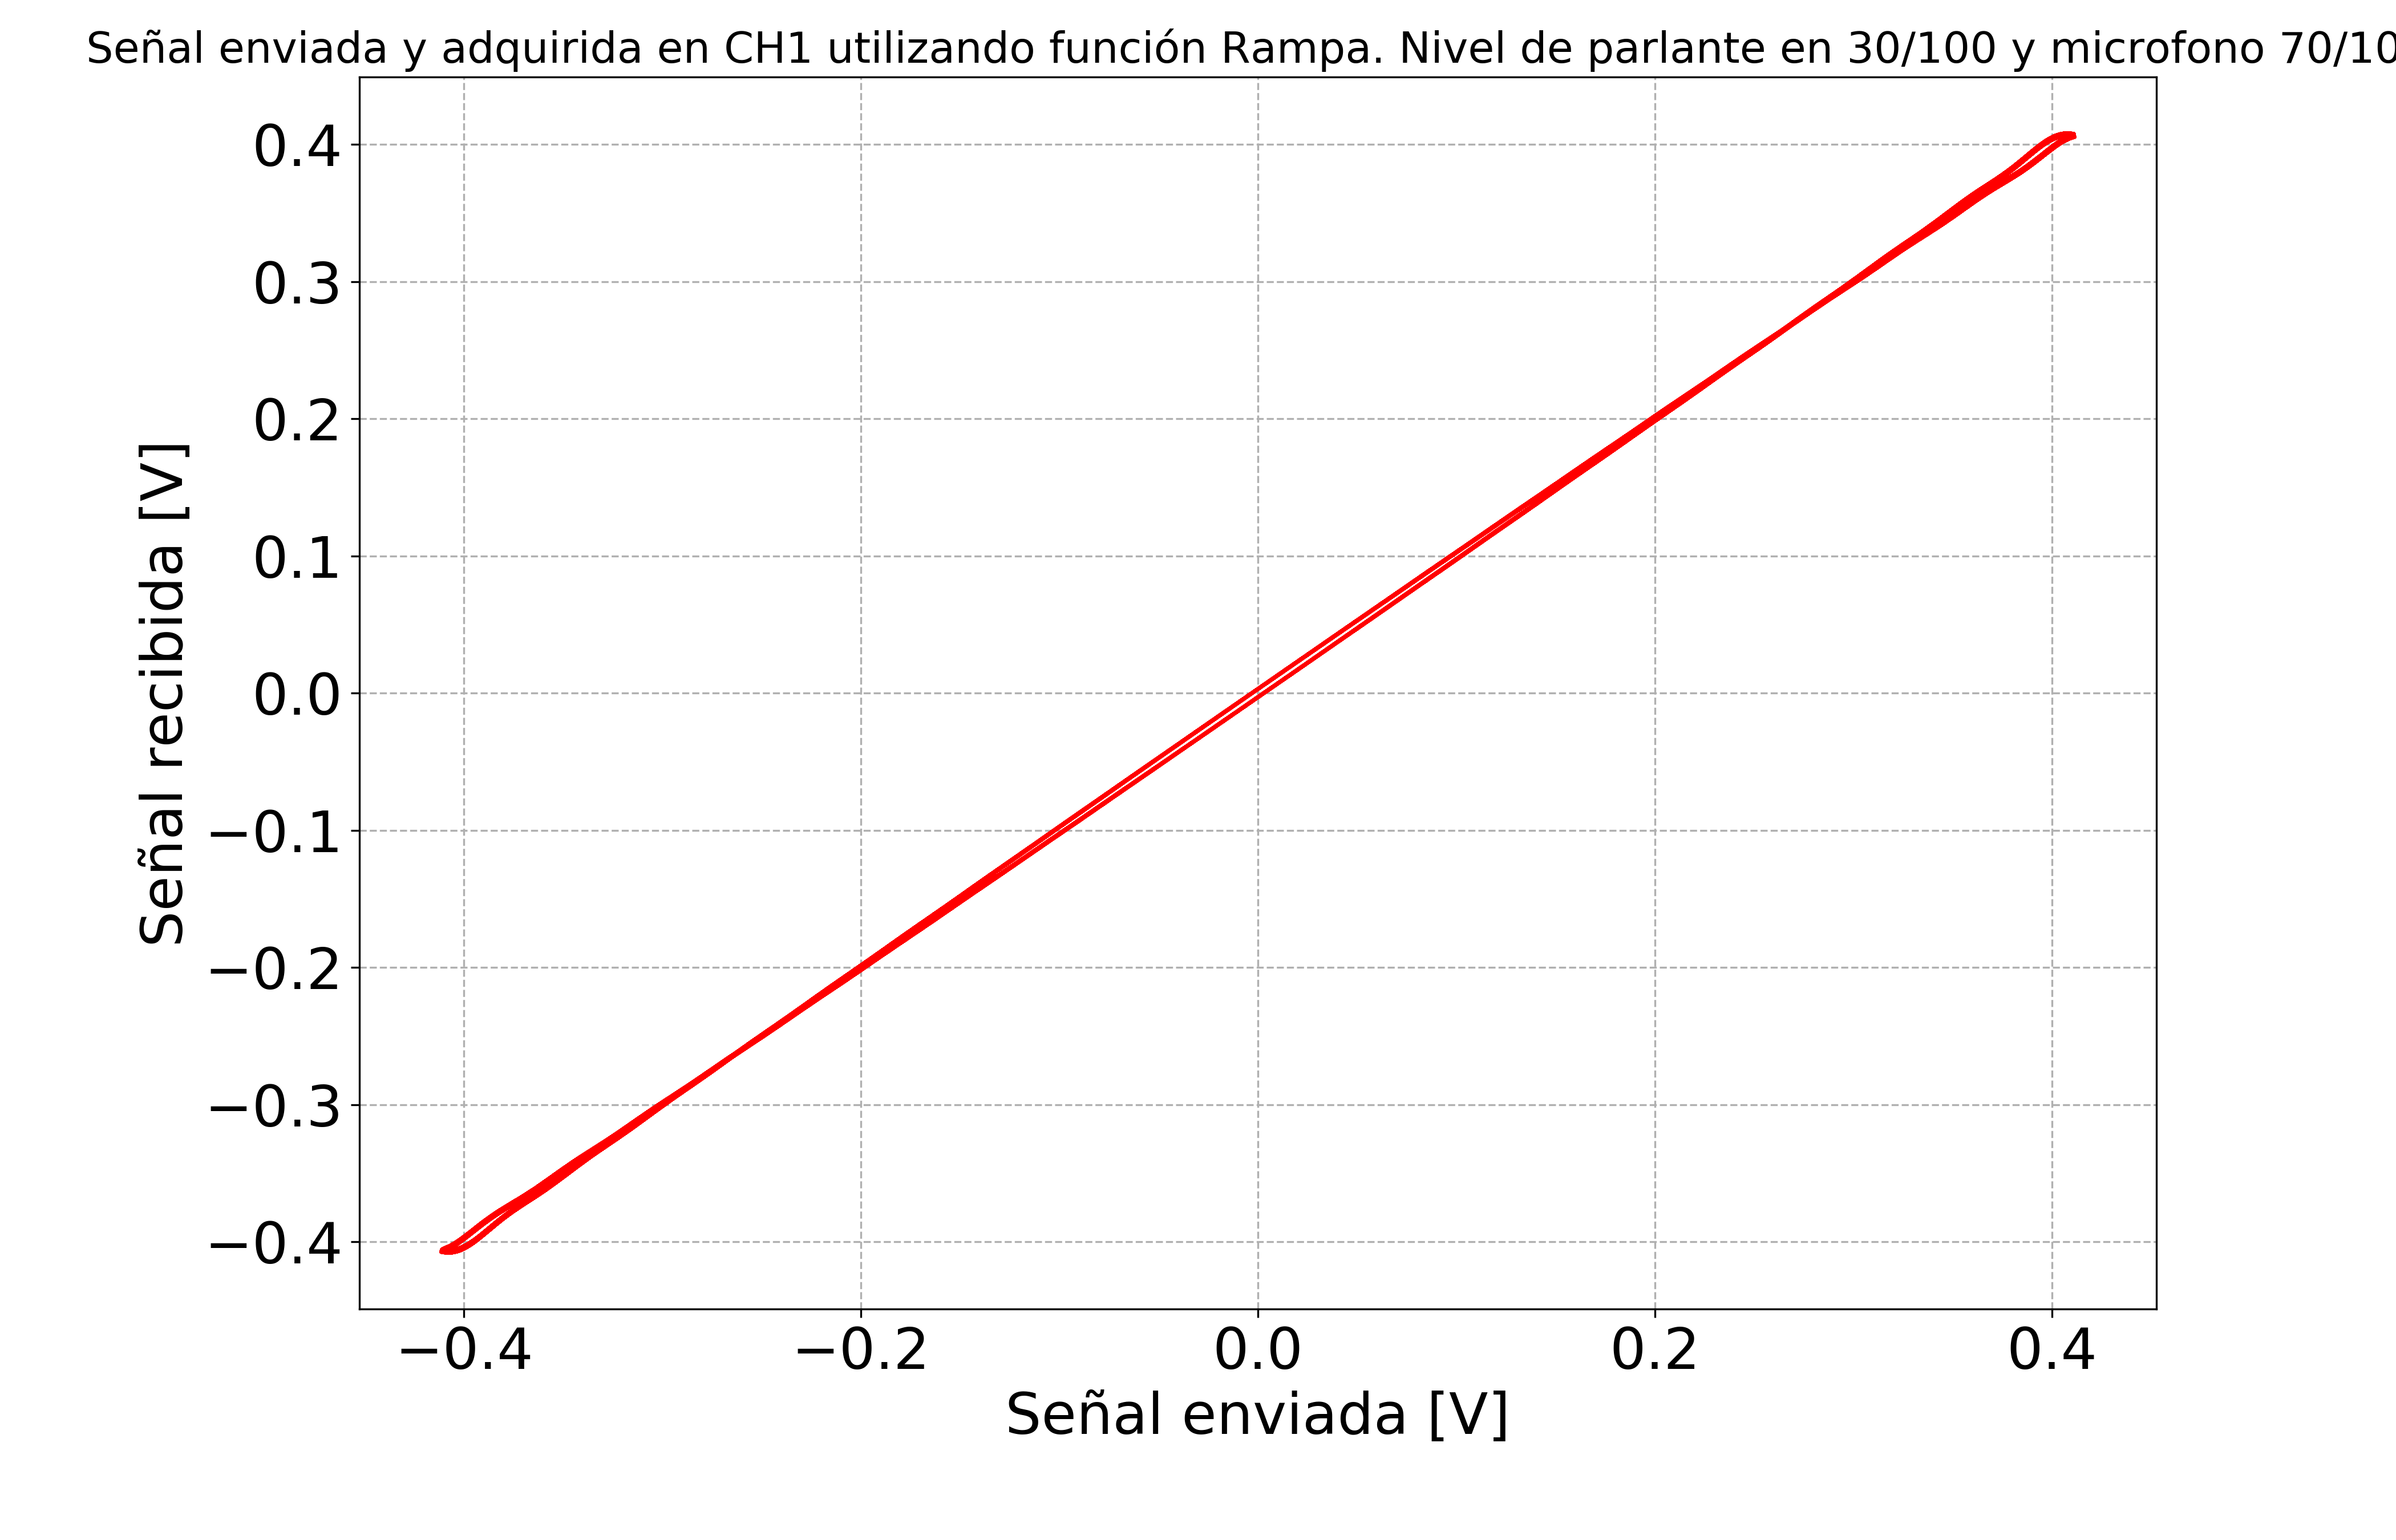 Señal enviada y adquirida en CH1 utilizando función Rampa. Nivel de parlante en 30/100 y microfono 70/10
0.4
0.3
0.2
0.1
0.0
−0.1
−0.2
−0.3
−0.4
Señal recibida [V]
−0.4 −0.2 0.0 0.2 0.4
Señal enviada [V]